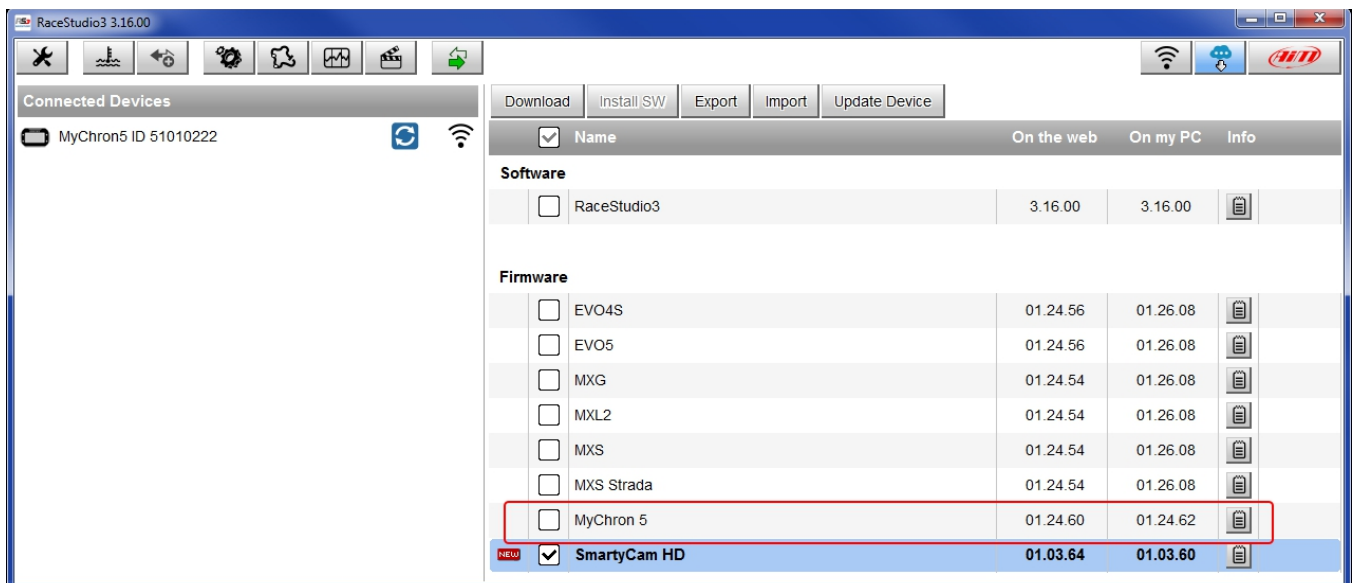 RaceStudio3 3.16.00
AiM
Connected Devices
MyChron5 ID 51010222
Download Install SW Export Import Update Device
Name On the web On my PC Info
Software
RaceStudio3 3.16.00 3.16.00
Firmware
EVO4S 01.24.56 01.26.08
EVO5 01.24.56 01.26.08
MXG 01.24.54 01.26.08
MXL2 01.24.54 01.26.08
MXS 01.24.54 01.26.08
MXS Strada 01.24.54 01.26.08
MyChron 5 01.24.60 01.24.62
NEW SmartyCam HD 01.03.64 01.03.60